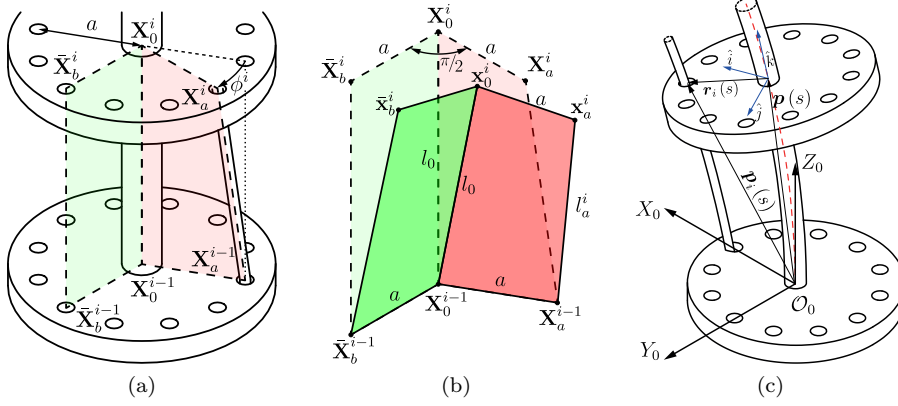 a
X_0^i
X̄_b^i
X_a^i
ϕ^i
X_a^{i-1}
X_0^{i-1}
X̄_b^{i-1}
(a)
X_0^i
a
a
π/2
X̄_b^i
X_a^i
x_0^i
a
x̄_b^i
x_a^i
l_0
l_0
l_a^i
a
a
X_0^{i-1}
X_a^{i-1}
X̄_b^{i-1}
(b)
k̂
î
r_i(s)
p(s)
ĵ
Z_0
p_i(s)
X_0
O_0
Y_0
(c)